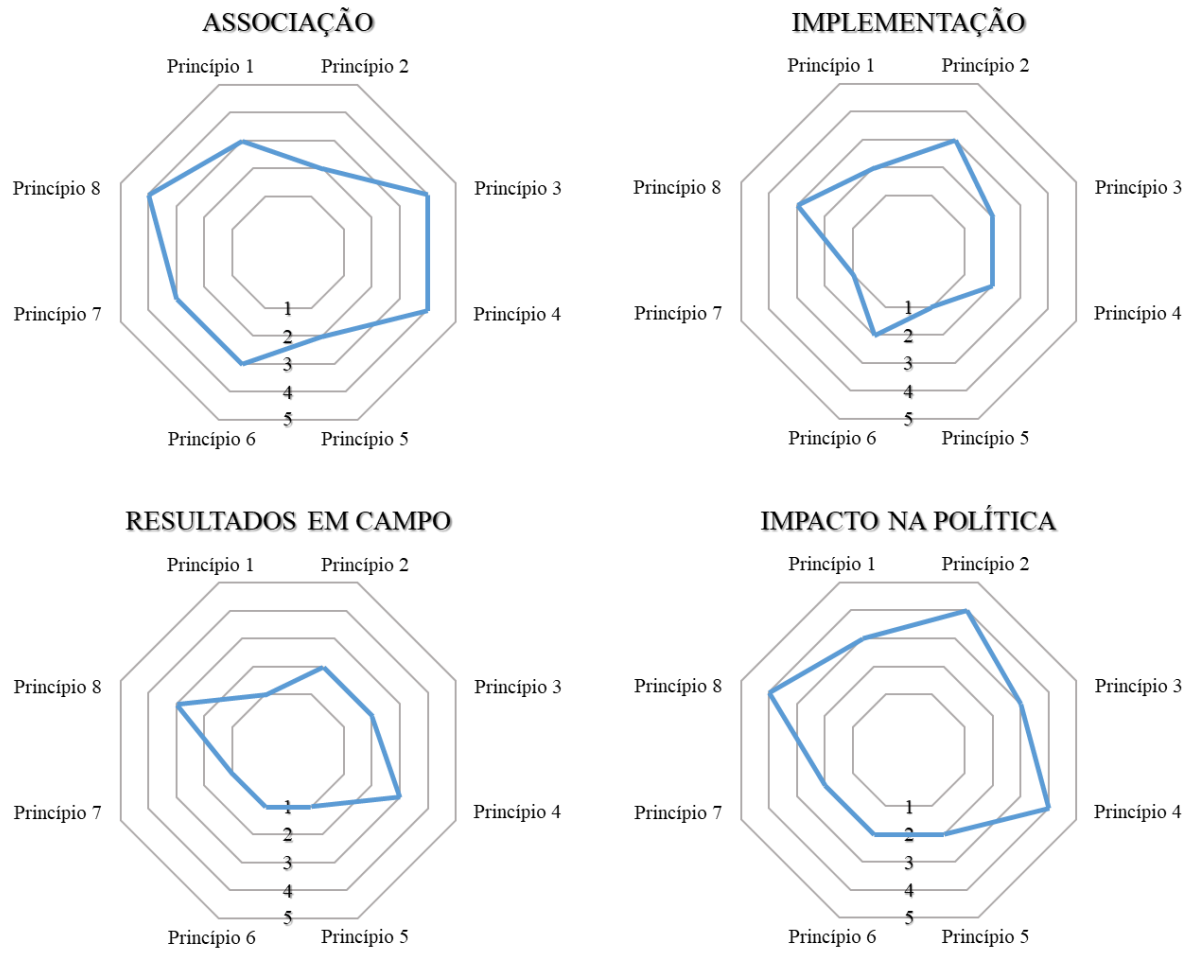 ASSOCIAÇÃO
Princípio 1
Princípio 2
Princípio 8
Princípio 3
Princípio 7
Princípio 4
1
2
3
4
5
Princípio 6
Princípio 5
IMPLEMENTAÇÃO
Princípio 1
Princípio 2
Princípio 8
Princípio 3
Princípio 7
Princípio 4
1
2
3
4
5
Princípio 6
Princípio 5
RESULTADOS EM CAMPO
Princípio 1
Princípio 2
Princípio 8
Princípio 3
Princípio 7
Princípio 4
1
2
3
4
5
Princípio 6
Princípio 5
IMPACTO NA POLÍTICA
Princípio 1
Princípio 2
Princípio 8
Princípio 3
Princípio 7
Princípio 4
1
2
3
4
5
Princípio 6
Princípio 5